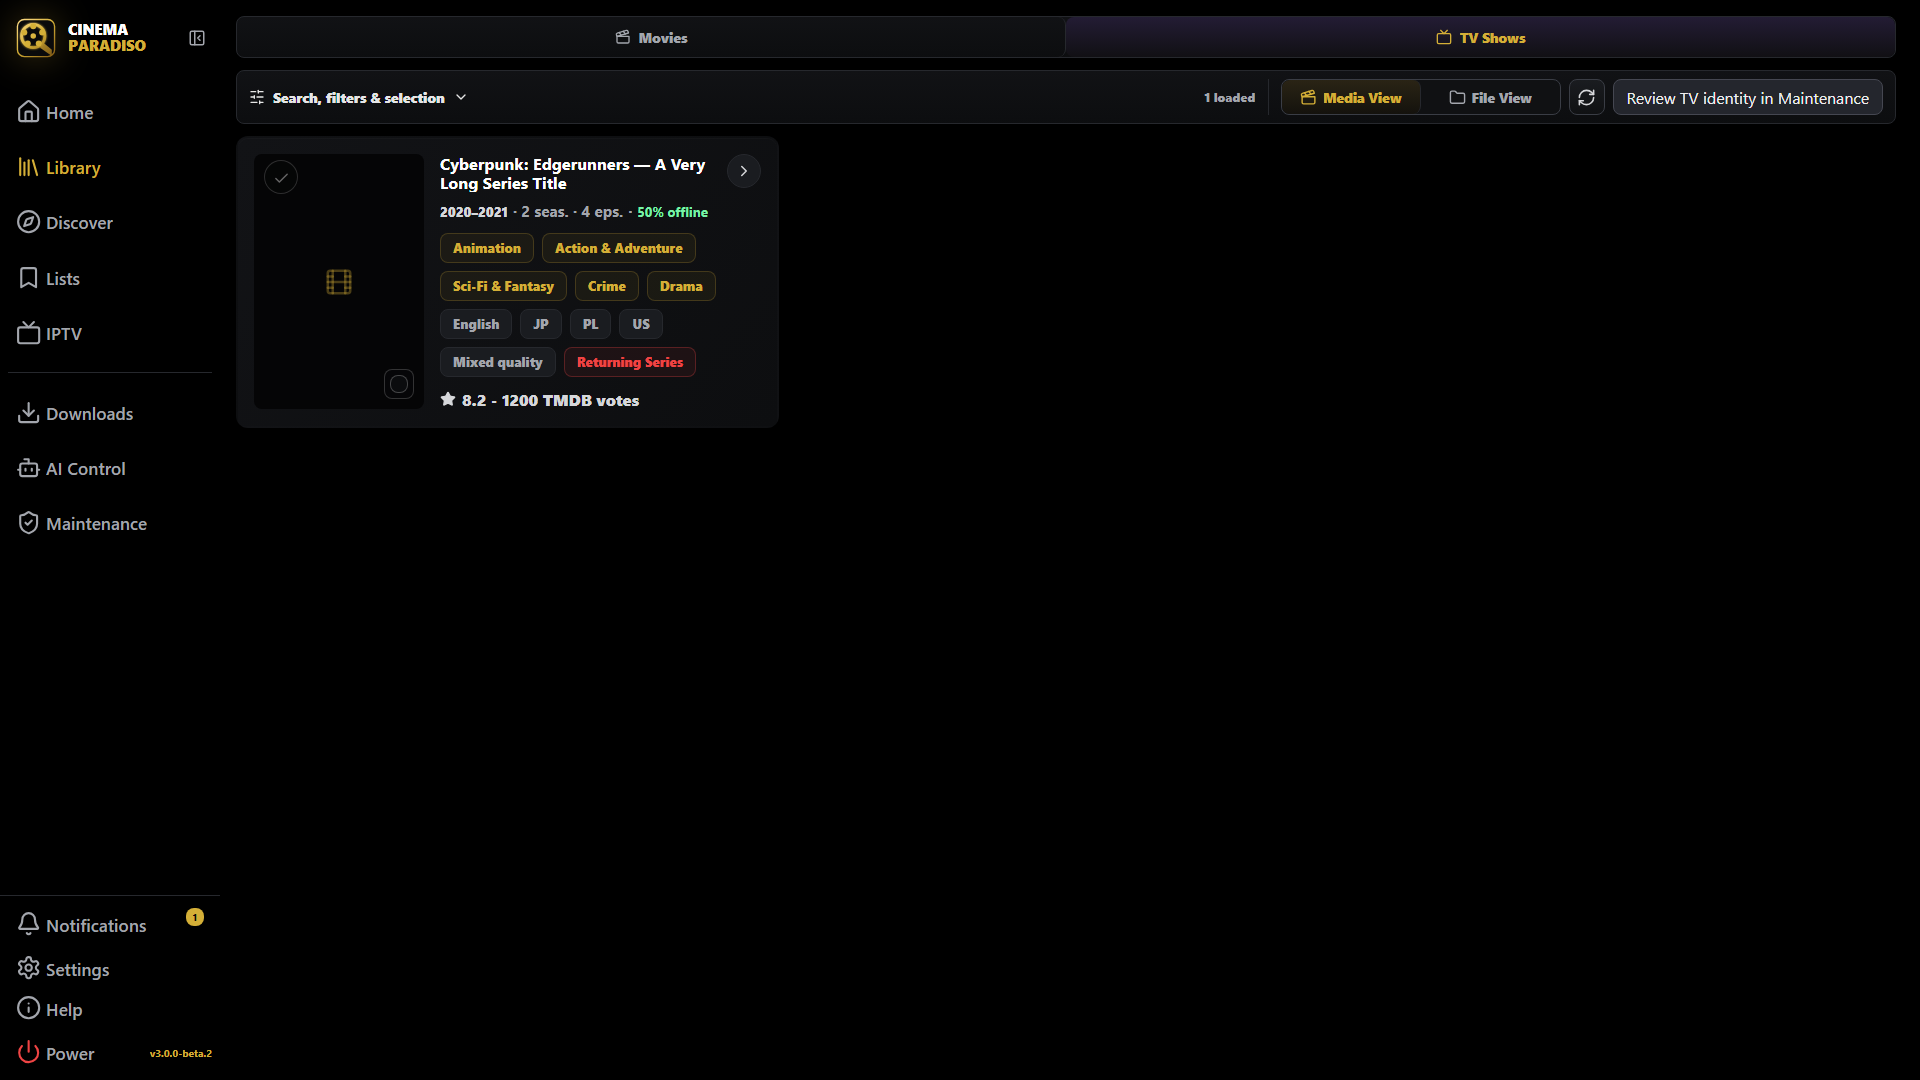 CINEMA
PARADISO
Home
Library
Discover
Lists
IPTV
Downloads
AI Control
Maintenance
Notifications
1
Settings
Help
Power
v3.0.0-beta.2
Movies
TV Shows
Search, filters & selection
1 loaded
Media View
File View
Review TV identity in Maintenance
Cyberpunk: Edgerunners — A Very
Long Series Title
2020–2021 · 2 seas. · 4 eps. · 50% offline
Animation
Action & Adventure
Sci-Fi & Fantasy
Crime
Drama
English
JP
PL
US
Mixed quality
Returning Series
8.2 - 1200 TMDB votes